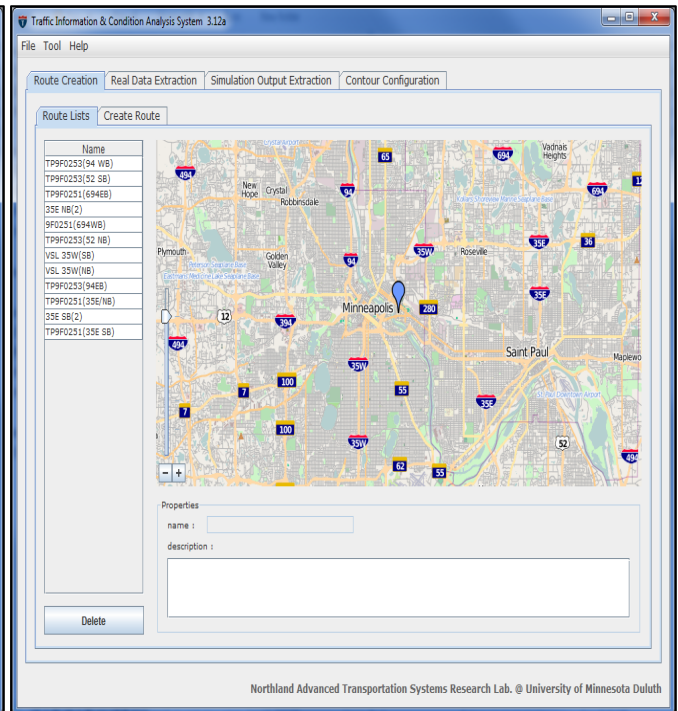 Traffic Information & Condition Analysis System 3.12a
File Tool Help
Route Creation Real Data Extraction Simulation Output Extraction Contour Configuration
Route Lists Create Route
Name
TP9F0253(94 WB)
TP9F0253(52 SB)
TP9F0251(694EB)
35E NB(2)
9F0251(694WB)
TP9F0253(52 NB)
VSL 35W(SB)
VSL 35W(NB)
TP9F0253(94EB)
TP9F0251(35E/NB)
35E SB(2)
TP9F0251(35E SB)
65
694
Vadnais Heights
494
New Hope
Crystal
Robbinsdale
94
694
Plymouth
Golden Valley
94
35W
Roseville
35E
36
35E
Minneapolis
280
12
394
494
Saint Paul
Maplewo
35W
100
7
55
35E
St. Paul Downtown Airport
7
100
35W
52
62
55
494
- +
Properties
name :
description :
Delete
Northland Advanced Transportation Systems Research Lab. @ University of Minnesota Duluth